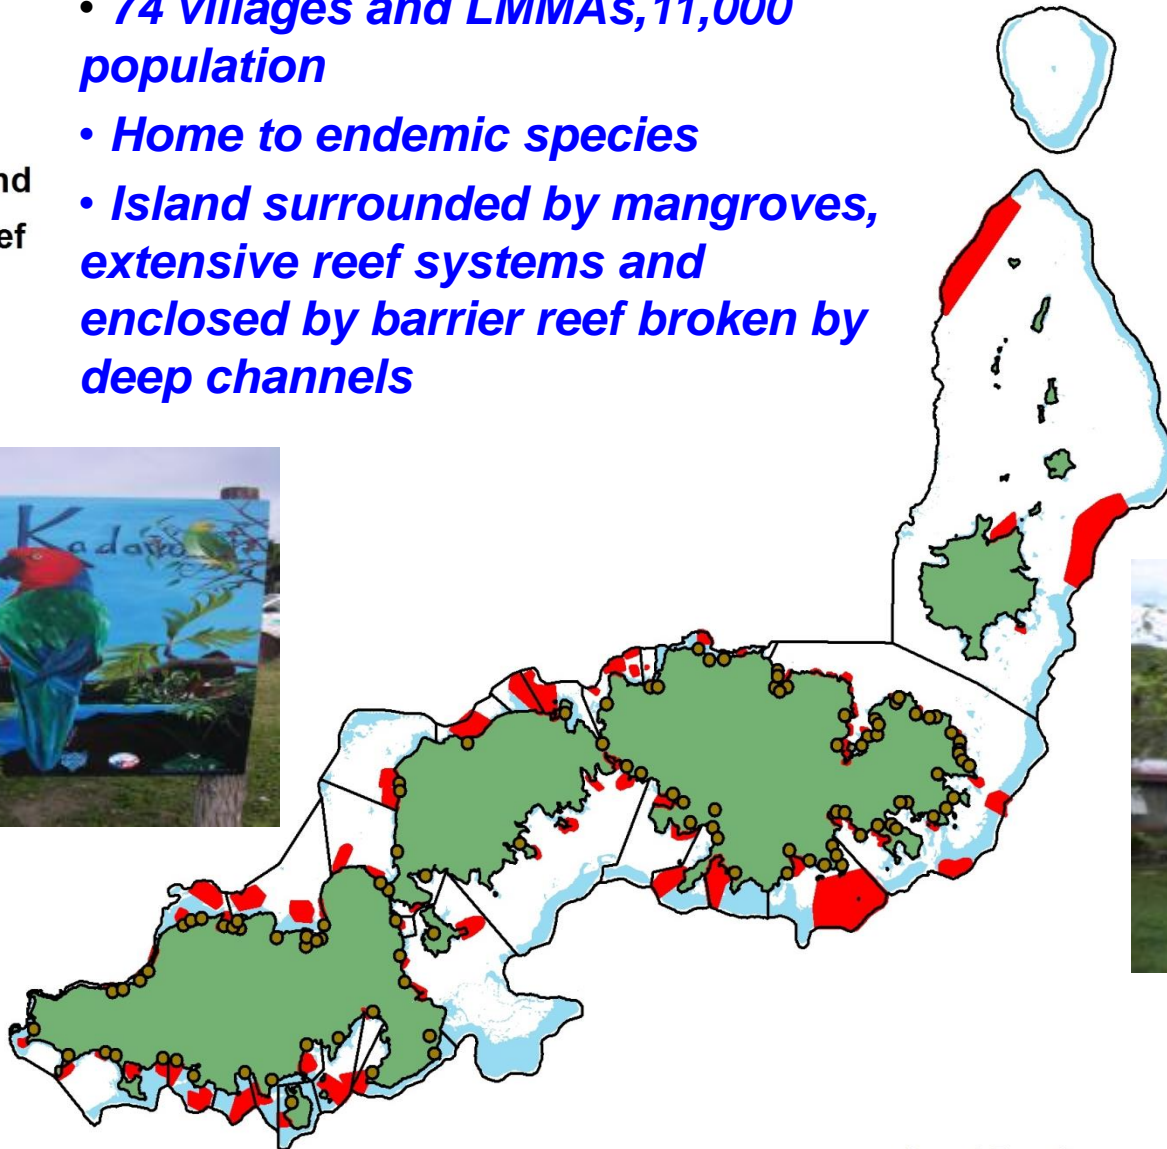 • 74 villages and LMMAs,11,000
population
• Home to endemic species
nd
• Island surrounded by mangroves,
ef
extensive reef systems and
enclosed by barrier reef broken by
deep channels